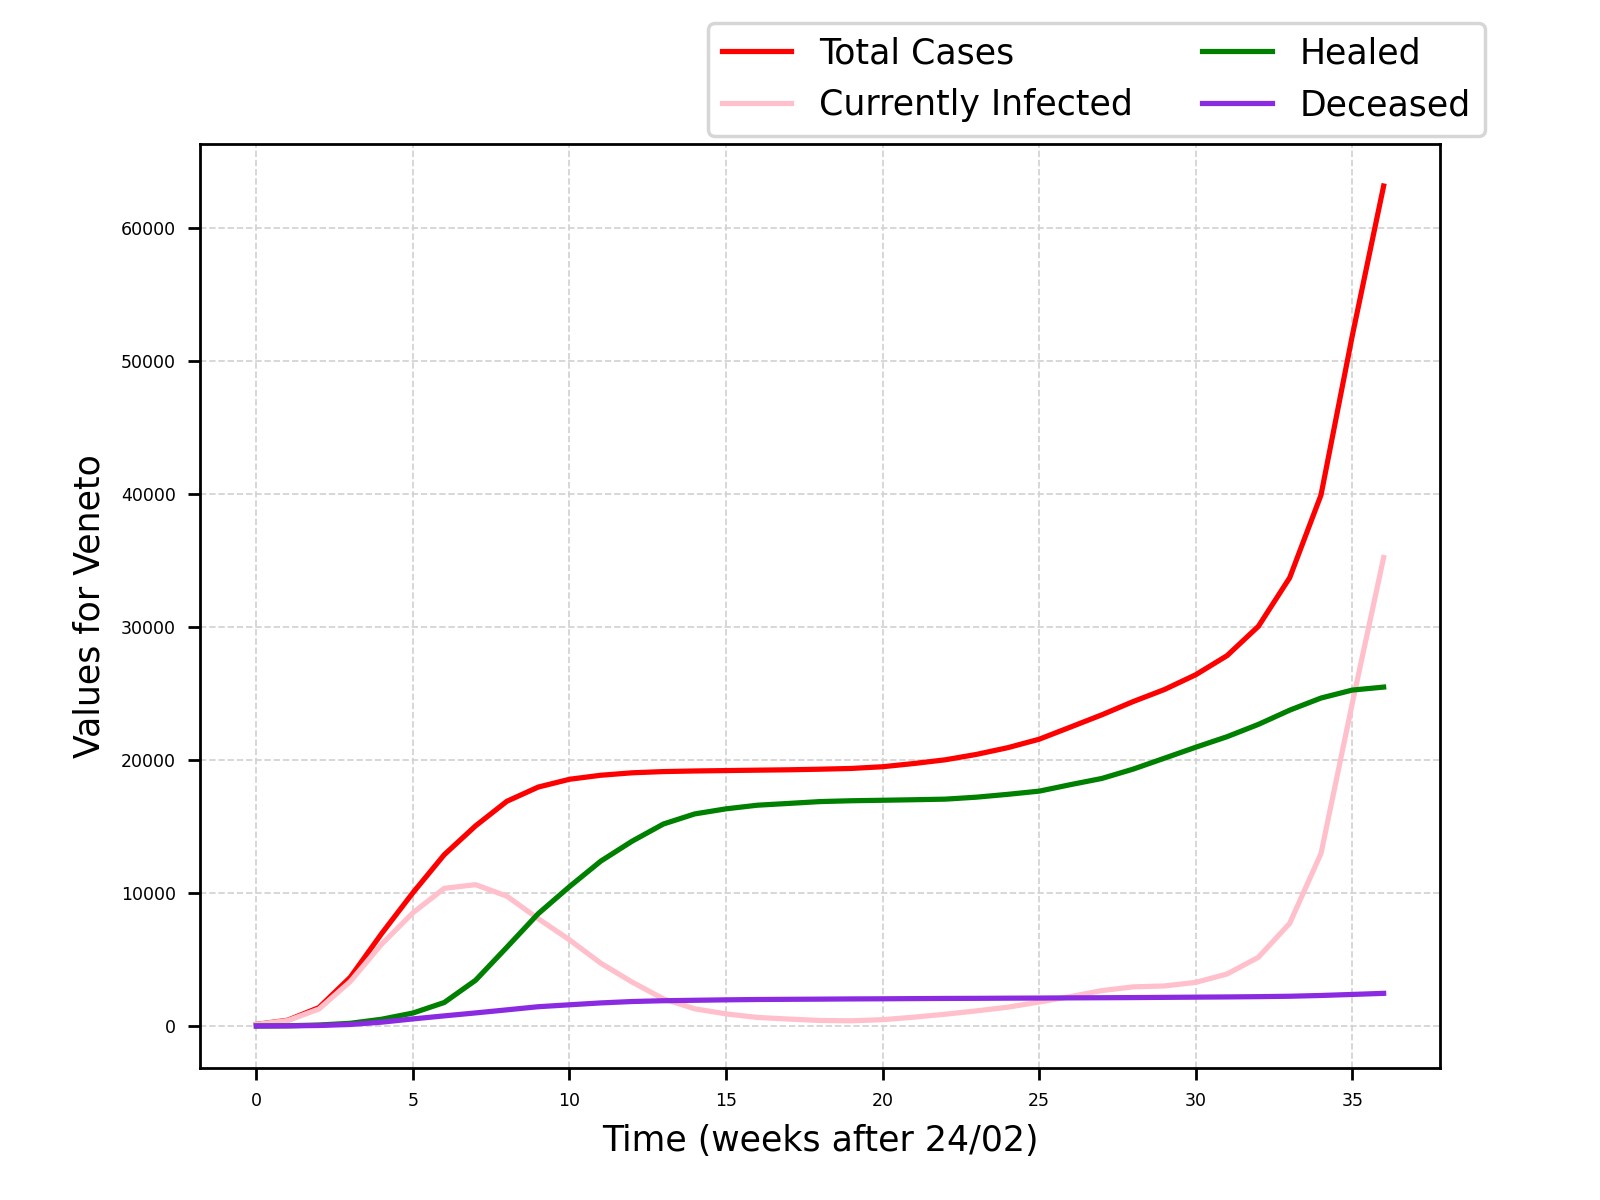 Total Cases
Currently Infected
Healed
Deceased
60000
50000
40000
30000
20000
10000
0
Values for Veneto
0 5 10 15 20 25 30 35
Time (weeks after 24/02)